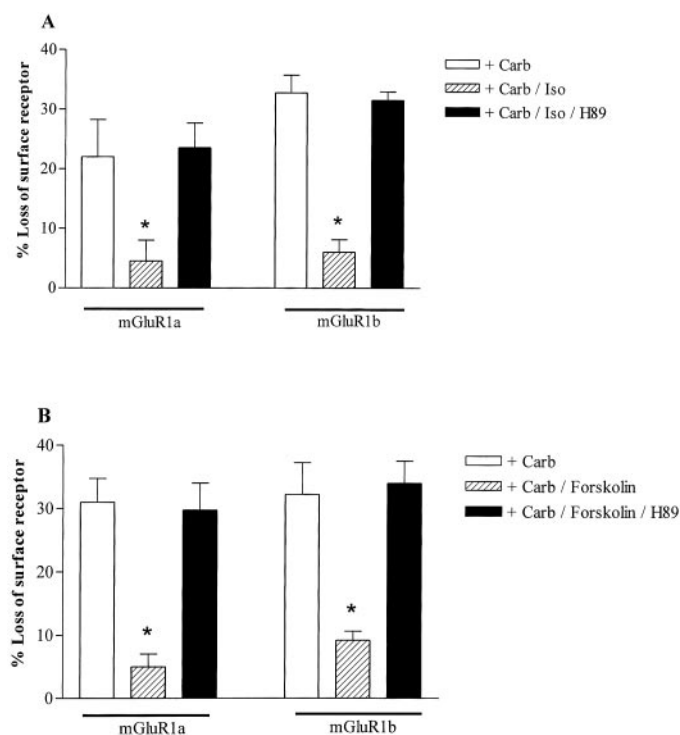 A
40
30
20
10
0
% Loss of surface receptor
*
*
mGluR1a
mGluR1b
+ Carb
+ Carb / Iso
+ Carb / Iso / H89
B
40
30
20
10
0
% Loss of surface receptor
*
*
mGluR1a
mGluR1b
+ Carb
+ Carb / Forskolin
+ Carb / Forskolin / H89